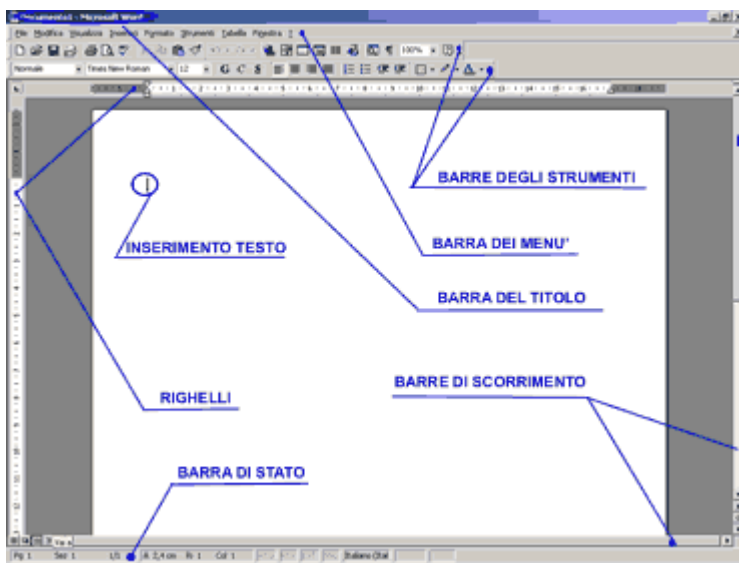 Documento1 - Microsoft Word
File Modifica Visualizza Inserisci Formato Strumenti Tabella Finestra ?
100%
Normale Times New Roman 12 G C S
BARRE DEGLI STRUMENTI
INSERIMENTO TESTO
BARRA DEI MENU'
BARRA DEL TITOLO
BARRE DI SCORRIMENTO
RIGHELLI
BARRA DI STATO
Pg 1 Sez 1 1/1 A 2,4 cm Ri 1 Col 1 Italiano (Ital